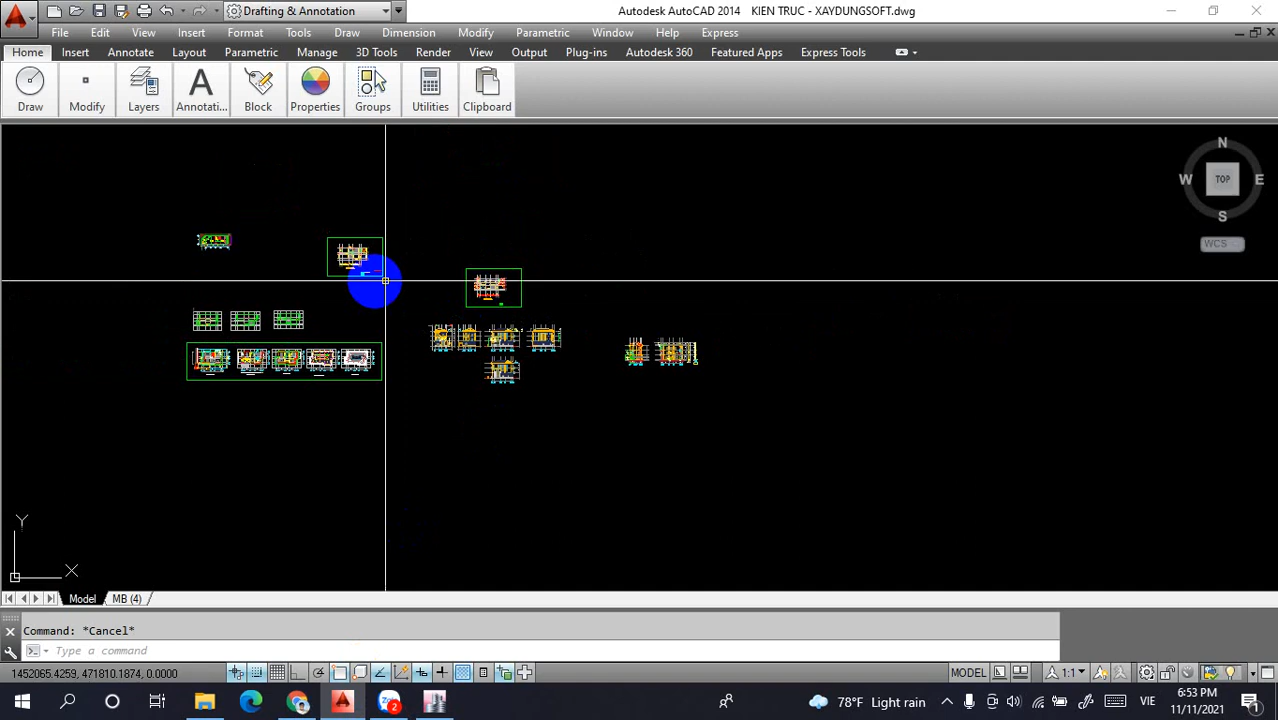 Drafting & Annotation
Autodesk AutoCAD 2014 KIEN TRUC - XAYDUNGSOFT.dwg
File Edit View Insert Format Tools Draw Dimension Modify Parametric Window Help Express
Home Insert Annotate Layout Parametric Manage 3D Tools Render View Output Plug-ins Autodesk 360 Featured Apps Express Tools
Draw Modify Layers Annotati... Block Properties Groups Utilities Clipboard
N
W TOP E
S
WCS
Y
X
Model MB (4)
Command: *Cancel*
Type a command
1452065.4259, 471810.1874, 0.0000
MODEL 1:1
2
78°F Light rain
VIE
6:53 PM
11/11/2021
1